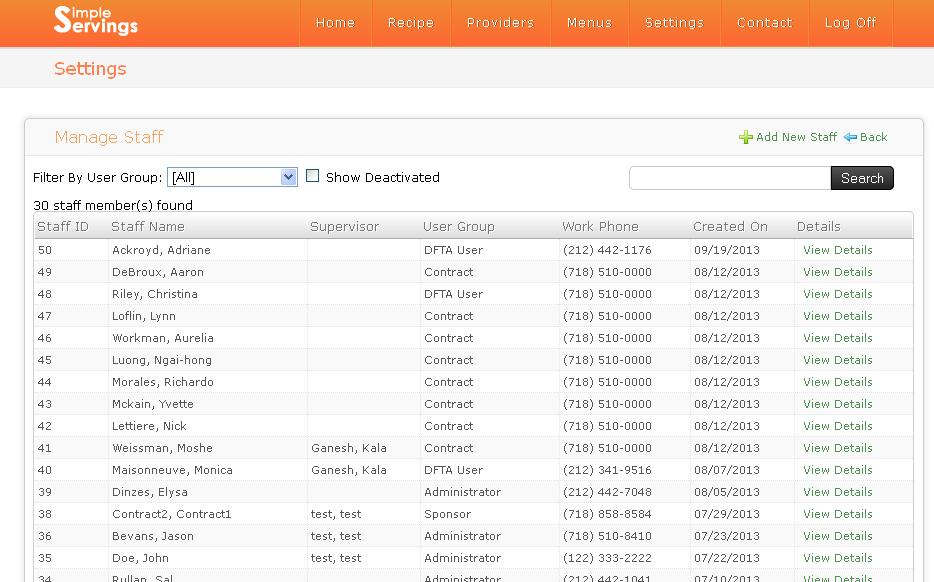 Simple Servings
Home Recipe Providers Menus Settings Contact Log Off
Settings
Manage Staff Add New Staff Back
Filter By User Group: [All] Show Deactivated Search
30 staff member(s) found
Staff ID Staff Name Supervisor User Group Work Phone Created On Details
50 Ackroyd, Adriane DFTA User (212) 442-1176 09/19/2013 View Details
49 DeBroux, Aaron Contract (718) 510-0000 08/12/2013 View Details
48 Riley, Christina DFTA User (718) 510-0000 08/12/2013 View Details
47 Loflin, Lynn Contract (718) 510-0000 08/12/2013 View Details
46 Workman, Aurelia Contract (718) 510-0000 08/12/2013 View Details
45 Luong, Ngai-hong Contract (718) 510-0000 08/12/2013 View Details
44 Morales, Richardo Contract (718) 510-0000 08/12/2013 View Details
43 Mckain, Yvette Contract (718) 510-0000 08/12/2013 View Details
42 Lettiere, Nick Contract (718) 510-0000 08/12/2013 View Details
41 Weissman, Moshe Ganesh, Kala Contract (718) 510-0000 08/12/2013 View Details
40 Maisonneuve, Monica Ganesh, Kala DFTA User (212) 341-9516 08/07/2013 View Details
39 Dinzes, Elysa Administrator (212) 442-7048 08/05/2013 View Details
38 Contract2, Contract1 test, test Sponsor (718) 858-8584 07/29/2013 View Details
36 Bevans, Jason test, test Administrator (718) 510-8410 07/23/2013 View Details
35 Doe, John test, test Administrator (122) 333-2222 07/22/2013 View Details
34 Rullan, Sal Administrator (212) 442-1041 07/10/2013 View Details